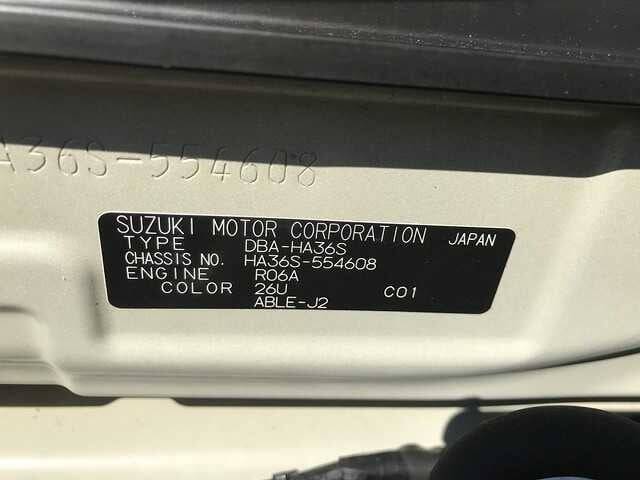 A36S-554608
SUZUKI MOTOR CORPORATION JAPAN
TYPE DBA-HA36S
CHASSIS NO. HA36S-554608
ENGINE R06A
COLOR 26U C01
ABLE-J2